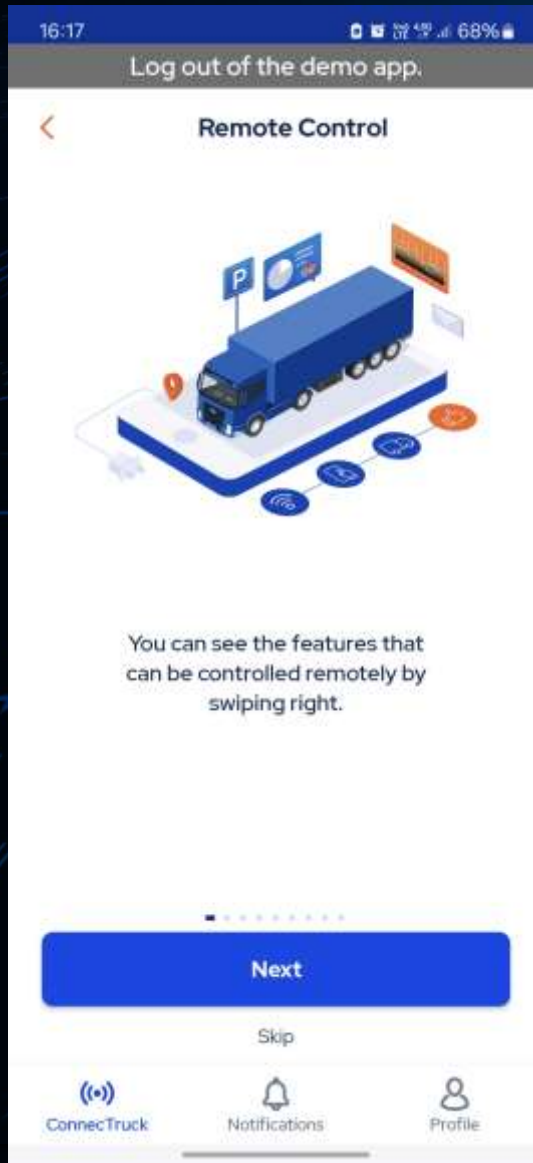 16:17
68%
Log out of the demo app.
Remote Control
P
You can see the features that
can be controlled remotely by
swiping right.
Next
Skip
ConnecTruck
Notifications
Profile